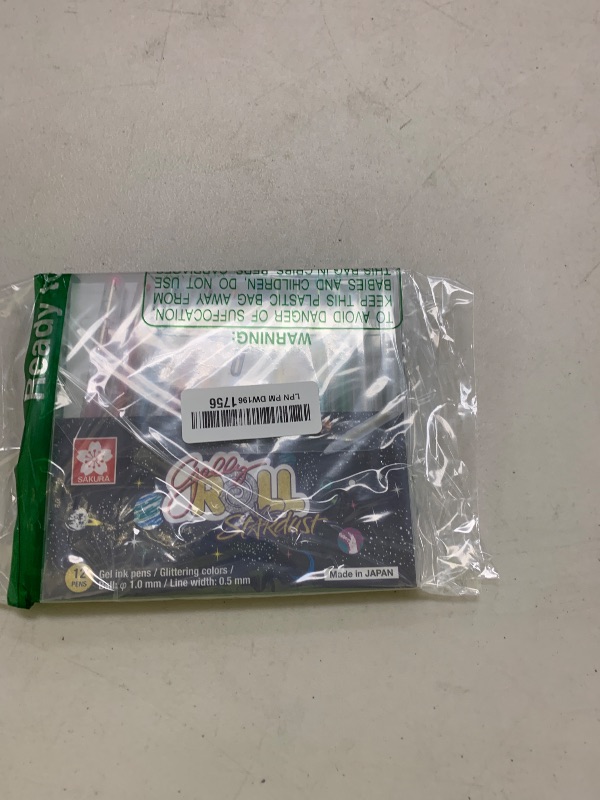 Ready t
THIS BAG IN CRIBS, BEDS, CARRIAGES
BABIES AND CHILDREN. DO NOT USE
KEEP THIS PLASTIC BAG AWAY FROM
TO AVOID DANGER OF SUFFOCATION,
WARNING:
LPN PM DW196 1756
SAKURA
Gelly
ROLL
Stardust
12
PENS
Gel ink pens / Glittering colors /
Ball: φ 1.0 mm / Line width: 0.5 mm
Made in JAPAN